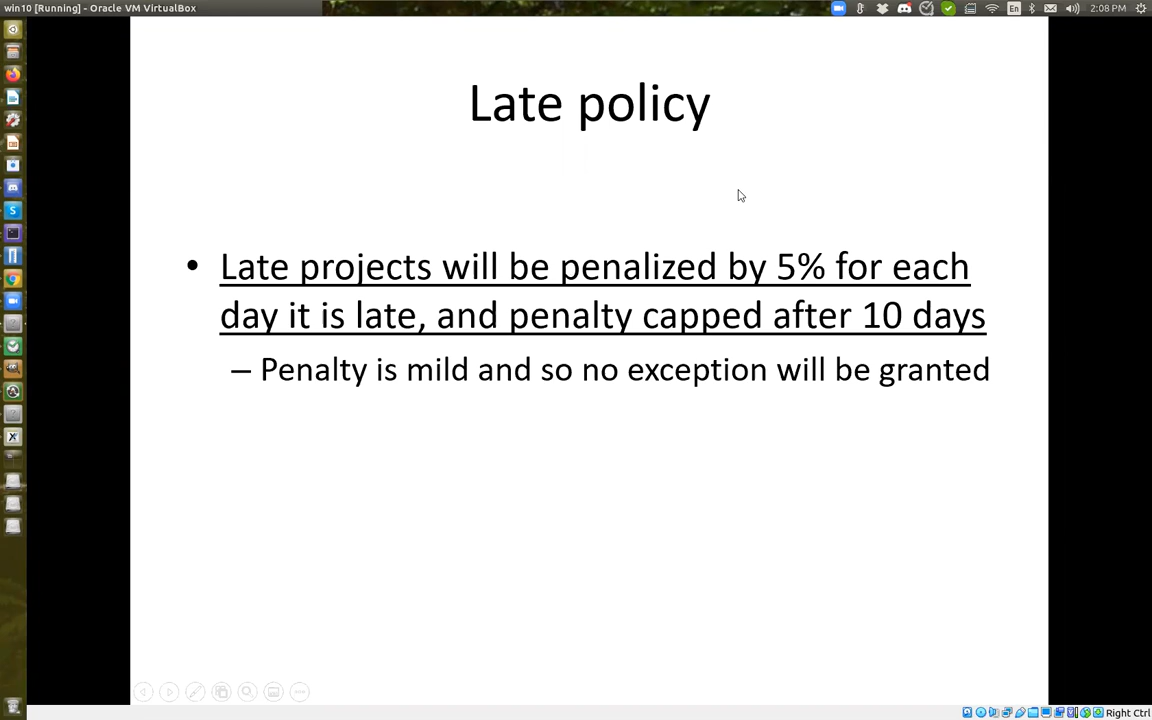 win10 [Running] - Oracle VM VirtualBox
En
2:08 PM
Late policy
• Late projects will be penalized by 5% for each
day it is late, and penalty capped after 10 days
– Penalty is mild and so no exception will be granted
Right Ctrl